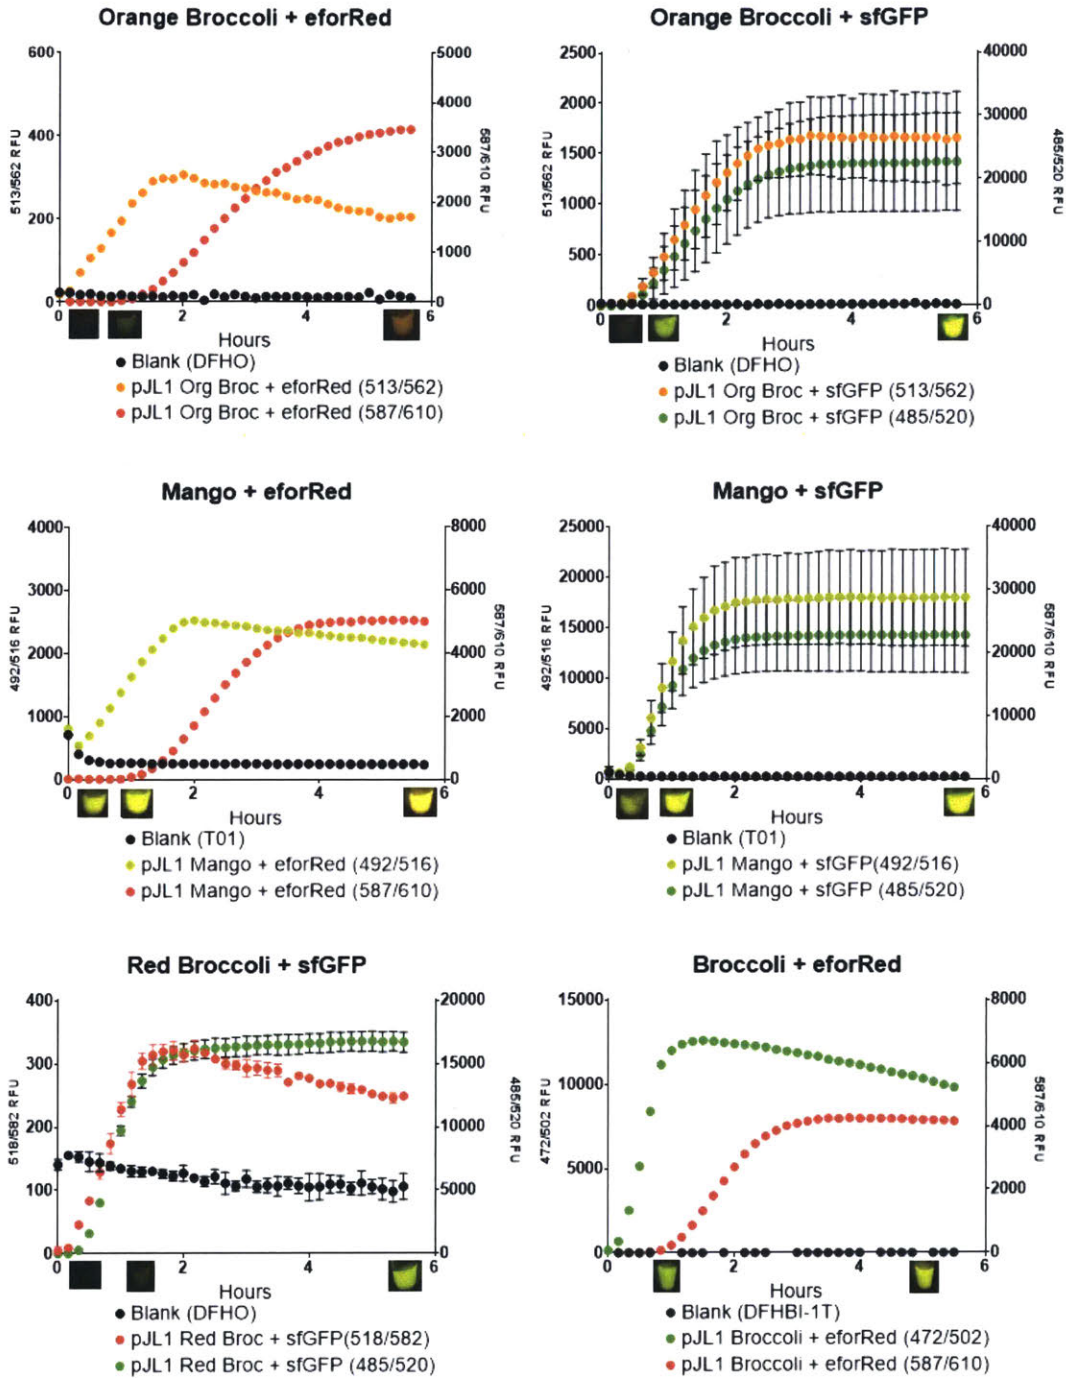 Orange Broccoli + eforRed
600
400
200
0
513/562 RFU
5000
4000
3000
2000
1000
0
587/610 RFU
2
4
6
Hours
Blank (DFHO)
pJL1 Org Broc + eforRed (513/562)
pJL1 Org Broc + eforRed (587/610)
Orange Broccoli + sfGFP
2500
2000
1500
1000
500
0
513/562 RFU
40000
30000
20000
10000
0
485/520 RFU
0
2
4
6
Hours
Blank (DFHO)
pJL1 Org Broc + sfGFP (513/562)
pJL1 Org Broc + sfGFP (485/520)
Mango + eforRed
4000
3000
2000
1000
0
492/516 RFU
8000
6000
4000
2000
0
587/610 RFU
0
2
4
6
Hours
Blank (T01)
pJL1 Mango + eforRed (492/516)
pJL1 Mango + eforRed (587/610)
Mango + sfGFP
25000
20000
15000
10000
5000
0
492/516 RFU
40000
30000
20000
10000
0
587/610 RFU
0
2
4
6
Hours
Blank (T01)
pJL1 Mango + sfGFP(492/516)
pJL1 Mango + sfGFP (485/520)
Red Broccoli + sfGFP
400
300
200
100
0
518/582 RFU
20000
15000
10000
5000
0
485/520 RFU
0
2
4
6
Hours
Blank (DFHO)
pJL1 Red Broc + sfGFP(518/582)
pJL1 Red Broc + sfGFP (485/520)
Broccoli + eforRed
15000
10000
5000
0
472/502 RFU
8000
6000
4000
2000
0
587/610 RFU
0
2
4
6
Hours
Blank (DFHBI-1T)
pJL1 Broccoli + eforRed (472/502)
pJL1 Broccoli + eforRed (587/610)